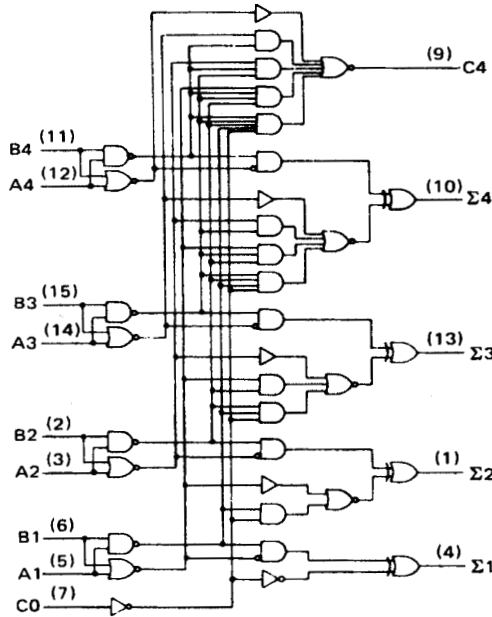 (9)
C4
B4 (11)
A4 (12)
(10)
Σ4
B3 (15)
A3 (14)
(13)
Σ3
B2 (2)
A2 (3)
(1)
Σ2
B1 (6)
A1 (5)
(4)
Σ1
C0 (7)